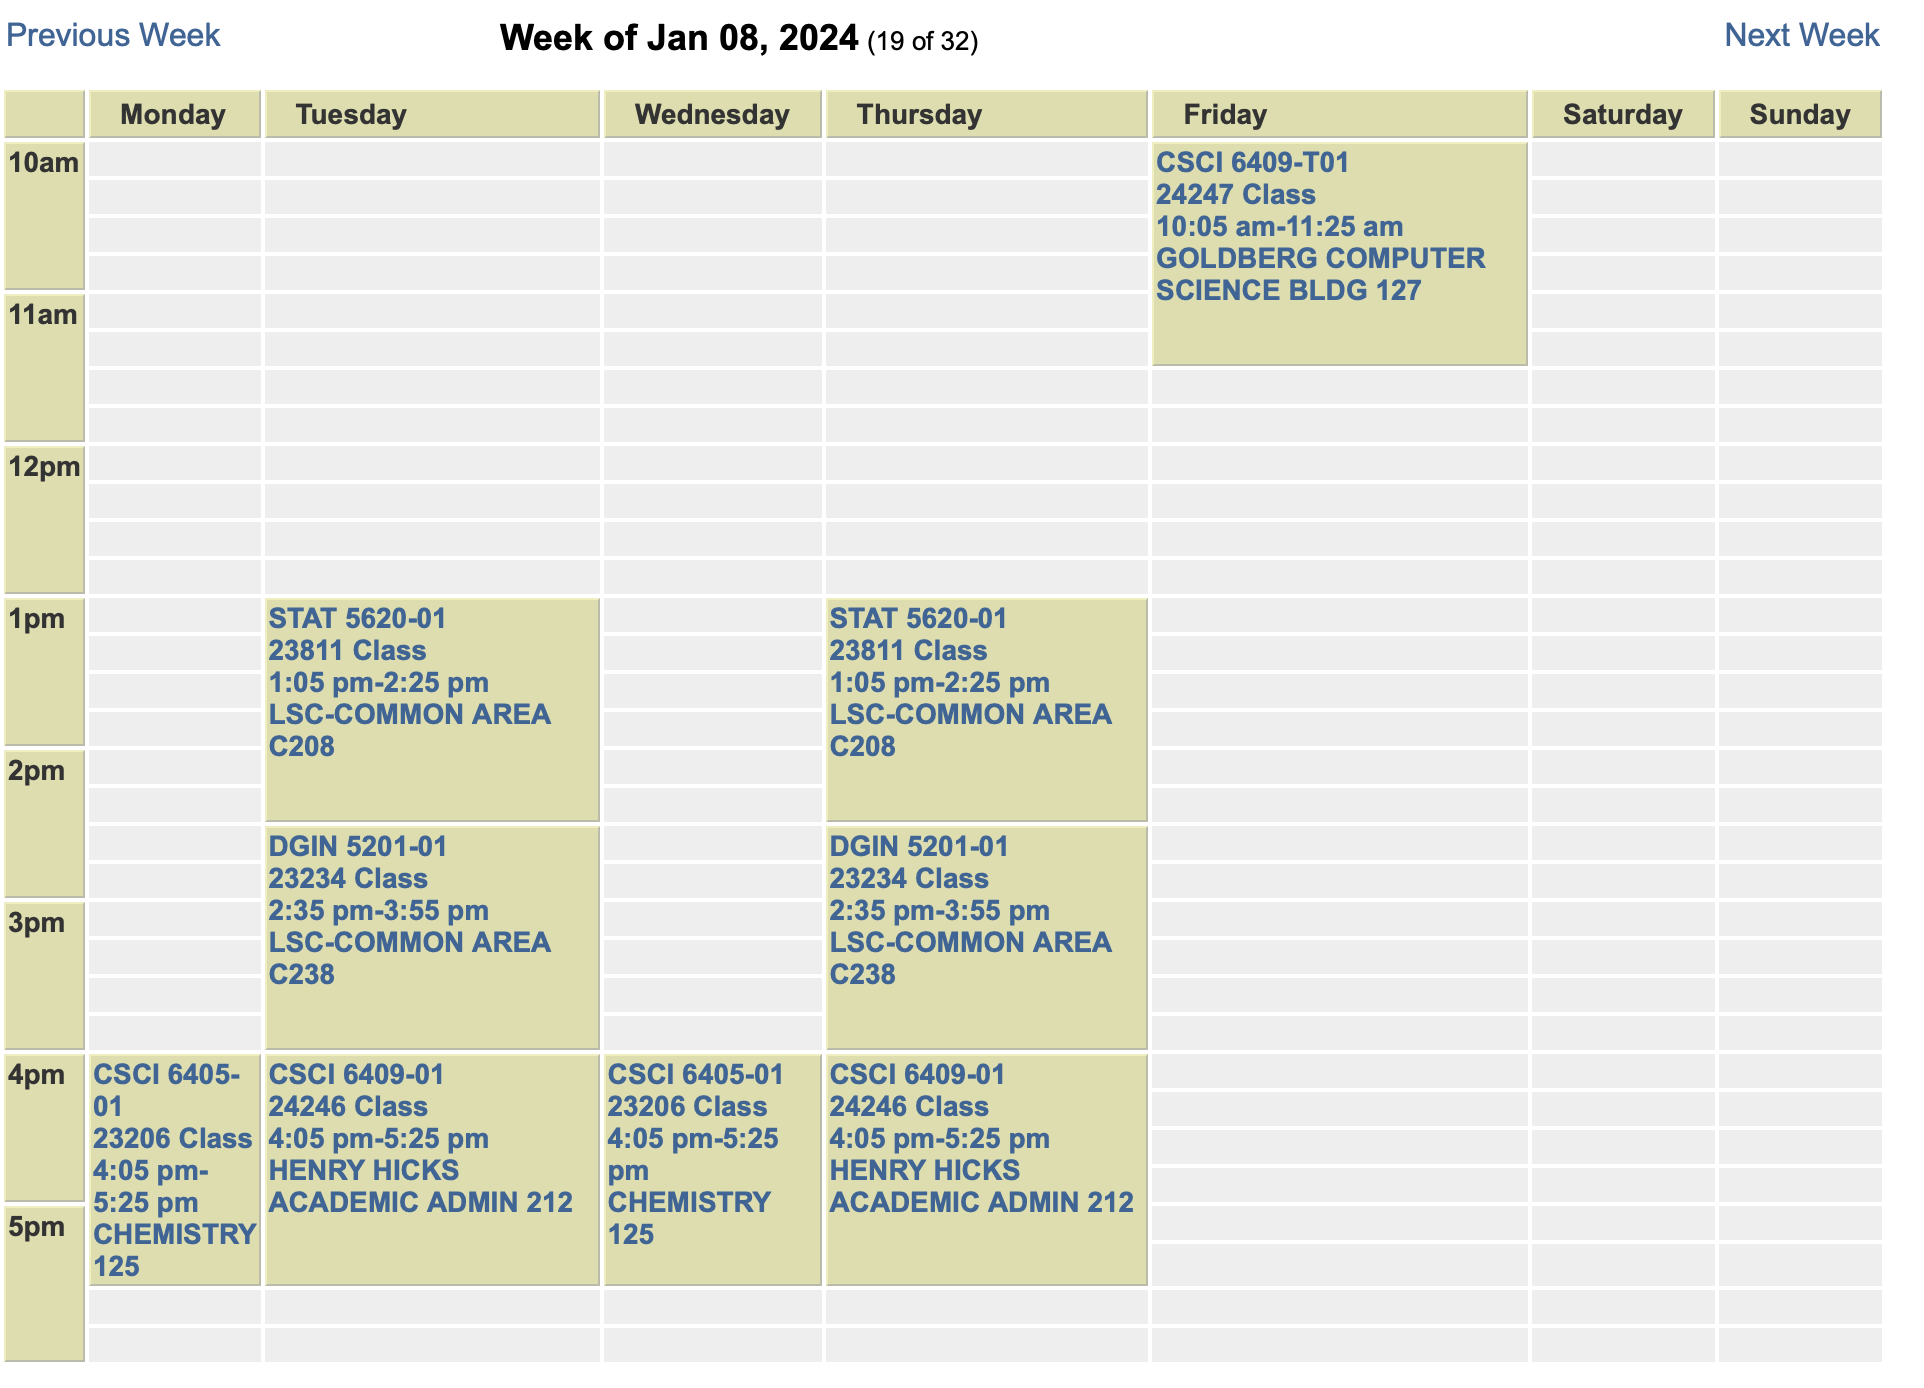 Previous Week
Week of Jan 08, 2024 (19 of 32)
Next Week
Monday
Tuesday
Wednesday
Thursday
Friday
Saturday
Sunday
10am
CSCI 6409-T01
24247 Class
10:05 am-11:25 am
GOLDBERG COMPUTER
SCIENCE BLDG 127
11am
12pm
1pm
STAT 5620-01
23811 Class
1:05 pm-2:25 pm
LSC-COMMON AREA
C208
STAT 5620-01
23811 Class
1:05 pm-2:25 pm
LSC-COMMON AREA
C208
2pm
DGIN 5201-01
23234 Class
2:35 pm-3:55 pm
LSC-COMMON AREA
C238
DGIN 5201-01
23234 Class
2:35 pm-3:55 pm
LSC-COMMON AREA
C238
3pm
4pm
CSCI 6405-
01
23206 Class
4:05 pm-
5:25 pm
CHEMISTRY
125
CSCI 6409-01
24246 Class
4:05 pm-5:25 pm
HENRY HICKS
ACADEMIC ADMIN 212
CSCI 6405-01
23206 Class
4:05 pm-5:25
pm
CHEMISTRY
125
CSCI 6409-01
24246 Class
4:05 pm-5:25 pm
HENRY HICKS
ACADEMIC ADMIN 212
5pm